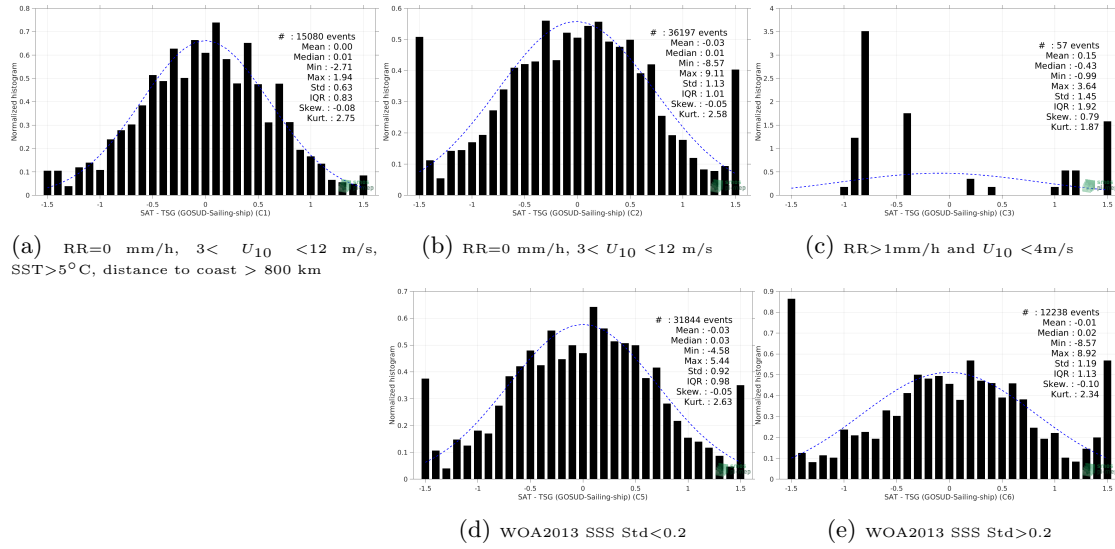 Normalized histogram
0.8
0.7
0.6
0.5
0.4
0.3
0.2
0.1
0
# : 15080 events
Mean : 0.00
Median : 0.01
Min : -2.71
Max : 1.94
Std : 0.63
IQR : 0.83
Skew. : -0.08
Kurt. : 2.75
-1.5 -1 -0.5 0 0.5 1 1.5
SAT - TSG (GOSUD-Sailing-ship) (C1)
(a) RR=0 mm/h, 3< U10 <12 m/s,
SST>5°C, distance to coast > 800 km
Normalized histogram
0.6
0.5
0.4
0.3
0.2
0.1
0
# : 36197 events
Mean : -0.03
Median : 0.01
Min : -8.57
Max : 9.11
Std : 1.13
IQR : 1.01
Skew. : -0.05
Kurt. : 2.58
-1.5 -1 -0.5 0 0.5 1 1.5
SAT - TSG (GOSUD-Sailing-ship) (C2)
(b) RR=0 mm/h, 3< U10 <12 m/s
Normalized histogram
4
3.5
3
2.5
2
1.5
1
0.5
0
# : 57 events
Mean : 0.15
Median : -0.43
Min : -0.99
Max : 3.64
Std : 1.45
IQR : 1.92
Skew. : 0.79
Kurt. : 1.87
-1.5 -1 -0.5 0 0.5 1 1.5
SAT - TSG (GOSUD-Sailing-ship) (C3)
(c) RR>1mm/h and U10 <4m/s
Normalized histogram
0.7
0.6
0.5
0.4
0.3
0.2
0.1
0
# : 31844 events
Mean : -0.03
Median : 0.03
Min : -4.58
Max : 5.44
Std : 0.92
IQR : 0.98
Skew. : -0.05
Kurt. : 2.63
-1.5 -1 -0.5 0 0.5 1 1.5
SAT - TSG (GOSUD-Sailing-ship) (C5)
(d) WOA2013 SSS Std<0.2
Normalized histogram
0.9
0.8
0.7
0.6
0.5
0.4
0.3
0.2
0.1
0
# : 12238 events
Mean : -0.01
Median : 0.02
Min : -8.57
Max : 8.92
Std : 1.19
IQR : 1.13
Skew. : -0.10
Kurt. : 2.34
-1.5 -1 -0.5 0 0.5 1 1.5
SAT - TSG (GOSUD-Sailing-ship) (C6)
(e) WOA2013 SSS Std>0.2